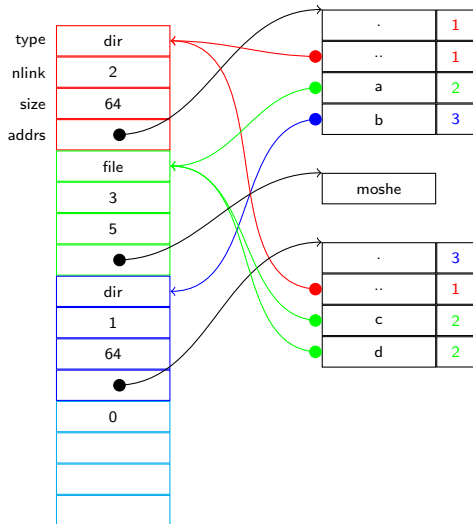 type dir
nlink 2
size 64
addrs
file
3
5
dir
1
64
0
. 1
.. 1
a 2
b 3
moshe
. 3
.. 1
c 2
d 2